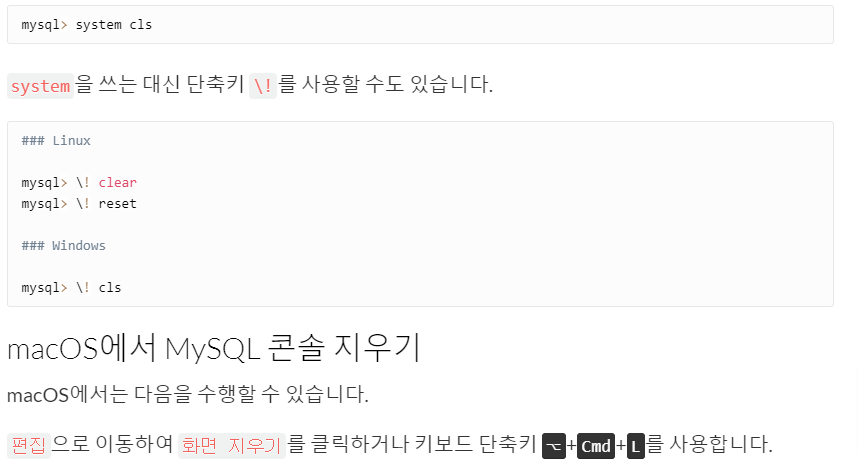 mysql> system cls
system을 쓰는 대신 단축키 \!를 사용할 수도 있습니다.
### Linux
mysql> \! clear
mysql> \! reset
### Windows
mysql> \! cls
macOS에서 MySQL 콘솔 지우기
macOS에서는 다음을 수행할 수 있습니다.
편집으로 이동하여 화면 지우기를 클릭하거나 키보드 단축키 ⌥+Cmd+L를 사용합니다.